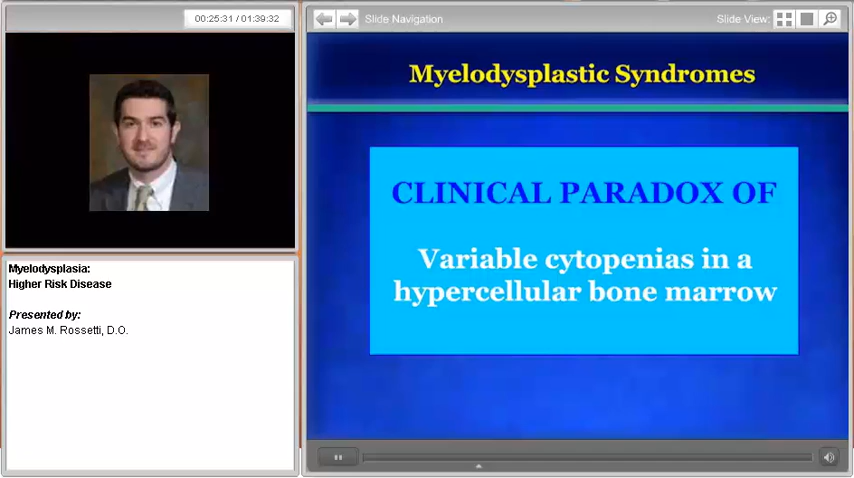 00:25:31 / 01:39:32
Slide Navigation
Slide View:
Myelodysplastic Syndromes
CLINICAL PARADOX OF
Variable cytopenias in a
hypercellular bone marrow
Myelodysplasia:
Higher Risk Disease
Presented by:
James M. Rossetti, D.O.